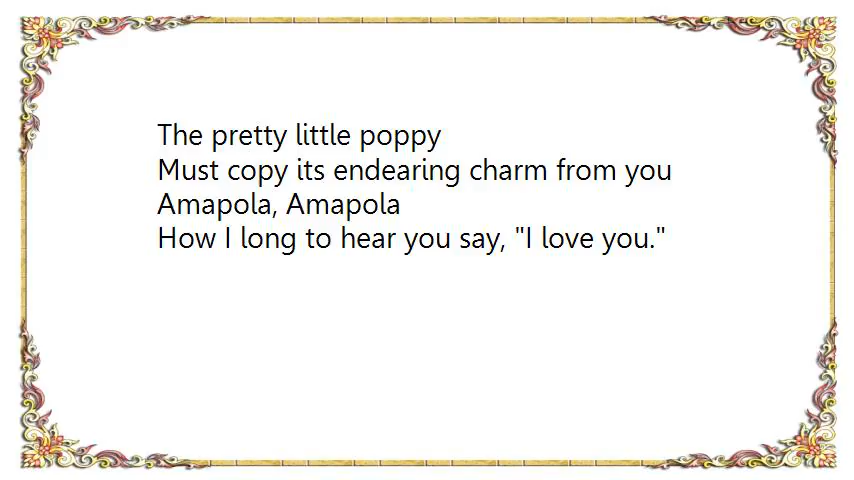 The pretty little poppy
Must copy its endearing charm from you
Amapola, Amapola
How I long to hear you say, "I love you."